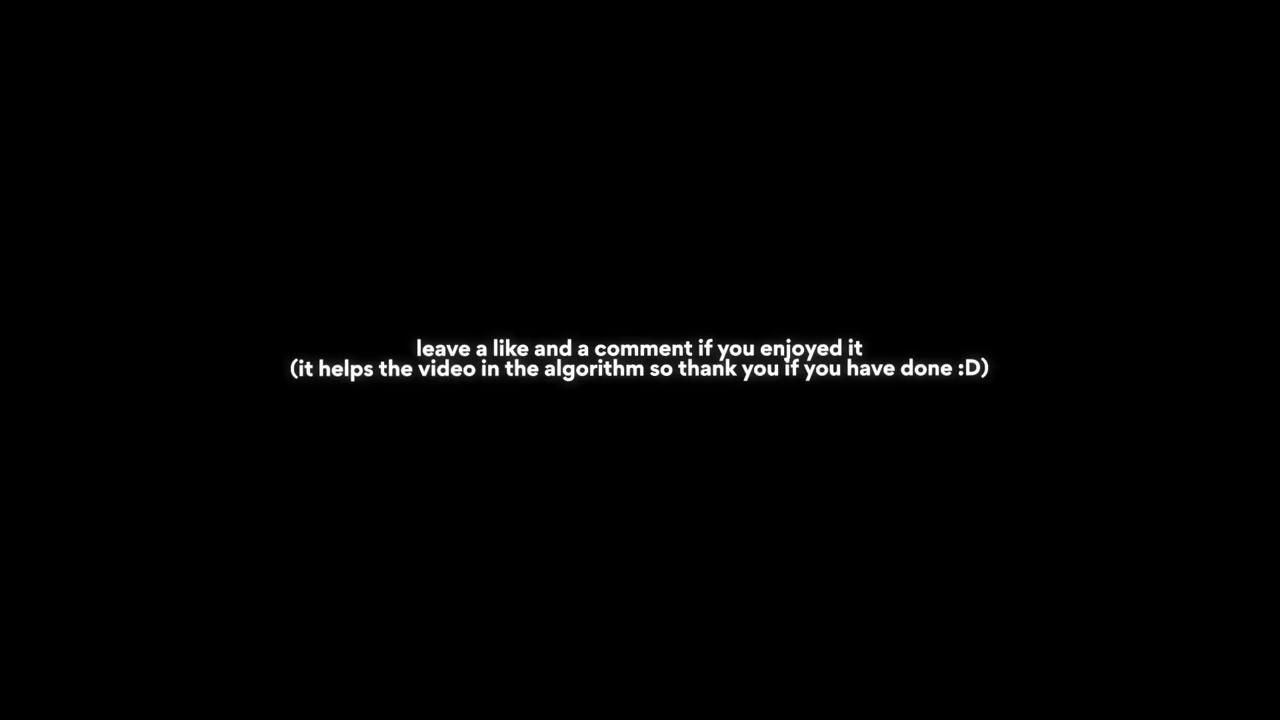 leave a like and a comment if you enjoyed it
(it helps the video in the algorithm so thank you if you have done :D)